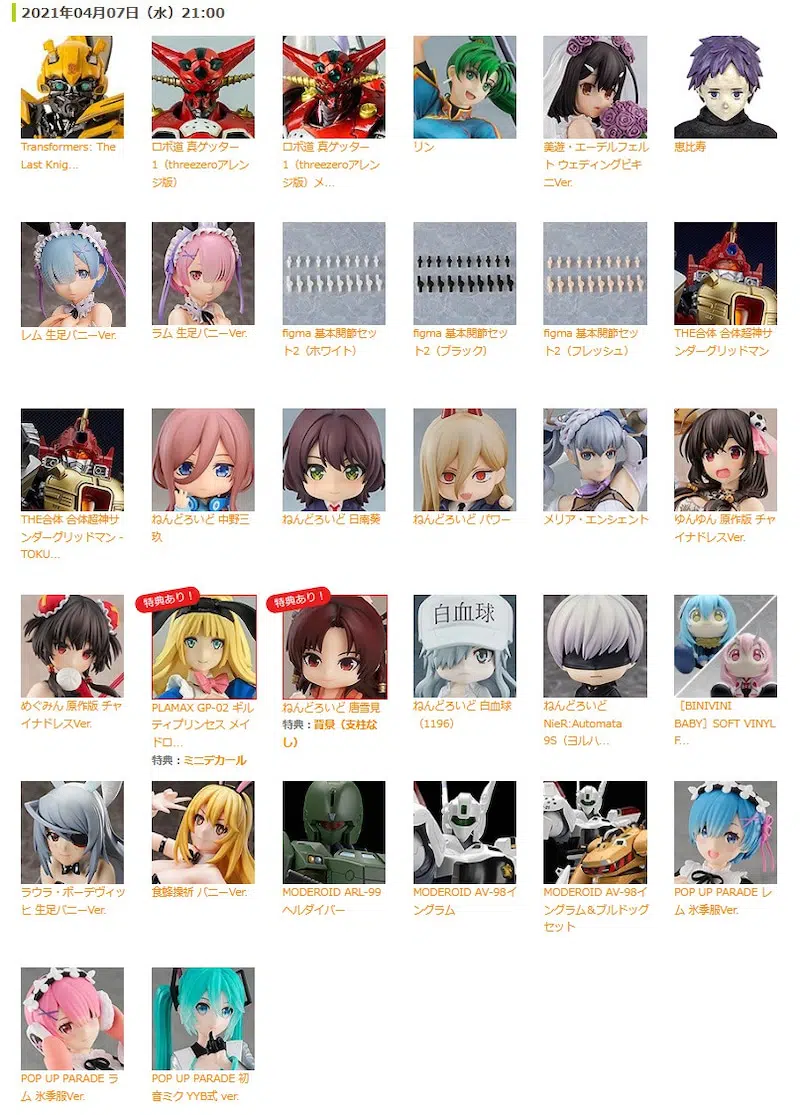 2021年04月07日（水）21:00
Transformers: The
Last Knig...
ロボ道 真ゲッター
1（threezeroアレン
ジ版）
ロボ道 真ゲッター
1（threezeroアレン
ジ版）メ...
リン
美遊・エーデルフェル
ト ウェディングビキ
ニVer.
恵比寿
レム 生足バニーVer.
ラム 生足バニーVer.
figma 基本関節セッ
ト2（ホワイト）
figma 基本関節セッ
ト2（ブラック）
figma 基本関節セッ
ト2（フレッシュ）
THE合体 合体超神サ
ンダーグリッドマン
THE合体 合体超神サ
ンダーグリッドマン -
TOKU...
ねんどろいど 中野三
玖
ねんどろいど 日南葵
ねんどろいど パワー
メリア・エンシェント
ゆんゆん 原作版 チャ
イナドレスVer.
めぐみん 原作版 チャ
イナドレスVer.
特典あり！
PLAMAX GP-02 ギル
ティプリンセス メイ
ドロ...
特典：ミニデカール
特典あり！
ねんどろいど 唐雪見
特典：背景（支柱な
し）
白血球
ねんどろいど 白血球
（1196）
ねんどろいど
NieR:Automata
9S（ヨルハ...
［BINIVINI
BABY］SOFT VINYL
F...
ラウラ・ボーデヴィッ
ヒ 生足バニーVer.
食蜂操祈 バニーVer.
MODEROID ARL-99
ヘルダイバー
MODEROID AV-98イ
ングラム
MODEROID AV-98イ
ングラム＆ブルドッグ
セット
POP UP PARADE レ
ム 氷季服Ver.
POP UP PARADE ラ
ム 氷季服Ver.
POP UP PARADE 初
音ミク YYB式 ver.